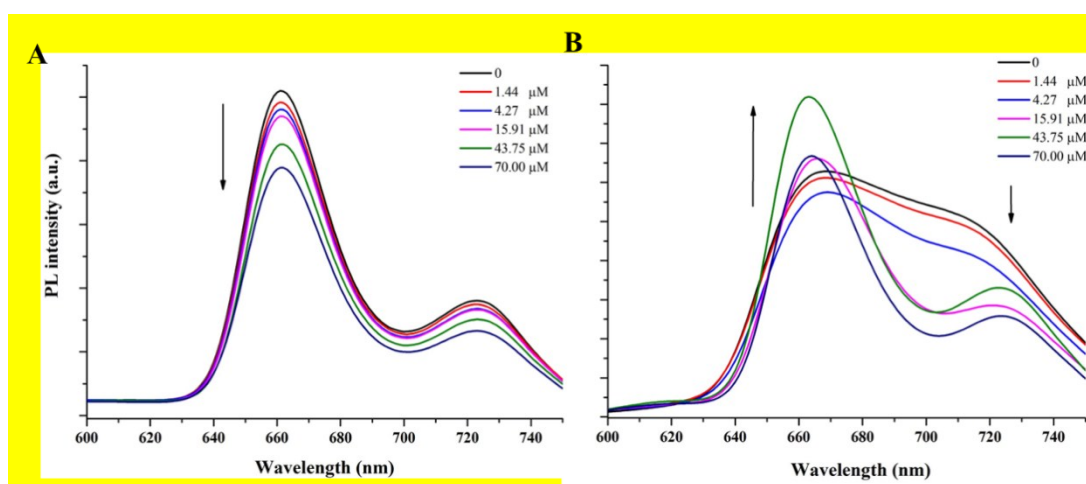 A
B
0
1.44 µM
4.27 µM
15.91 µM
43.75 µM
70.00 µM
0
1.44 µM
4.27 µM
15.91 µM
43.75 µM
70.00 µM
PL intensity (a.u.)
600 620 640 660 680 700 720 740
600 620 640 660 680 700 720 740
Wavelength (nm)
Wavelength (nm)